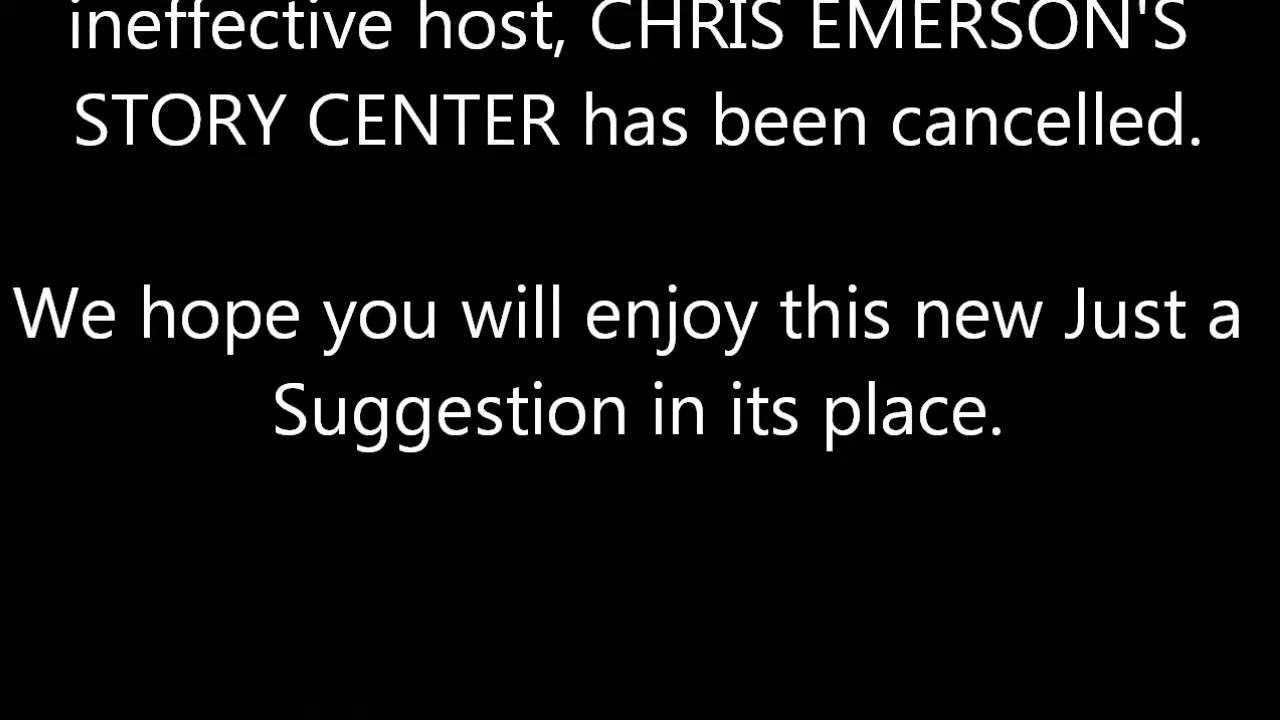 ineffective host, CHRIS EMERSON'S
STORY CENTER has been cancelled.
We hope you will enjoy this new Just a
Suggestion in its place.